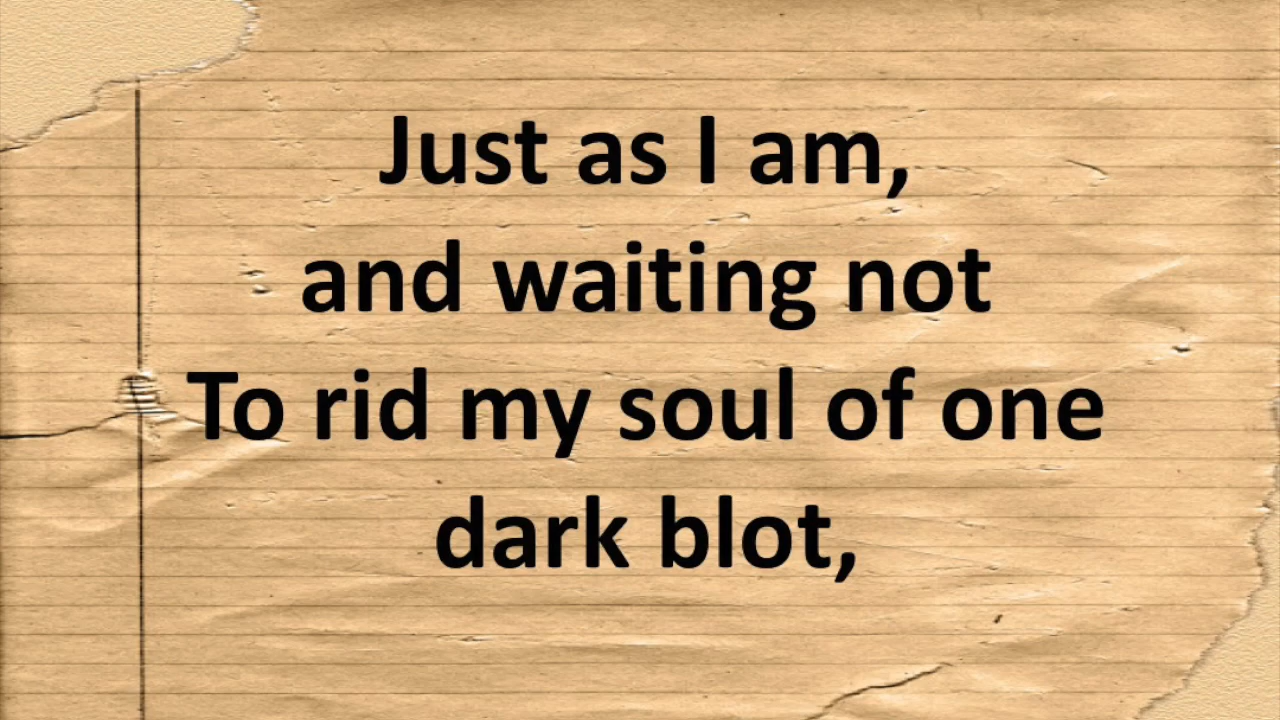 Just as I am,
and waiting not
To rid my soul of one
dark blot,